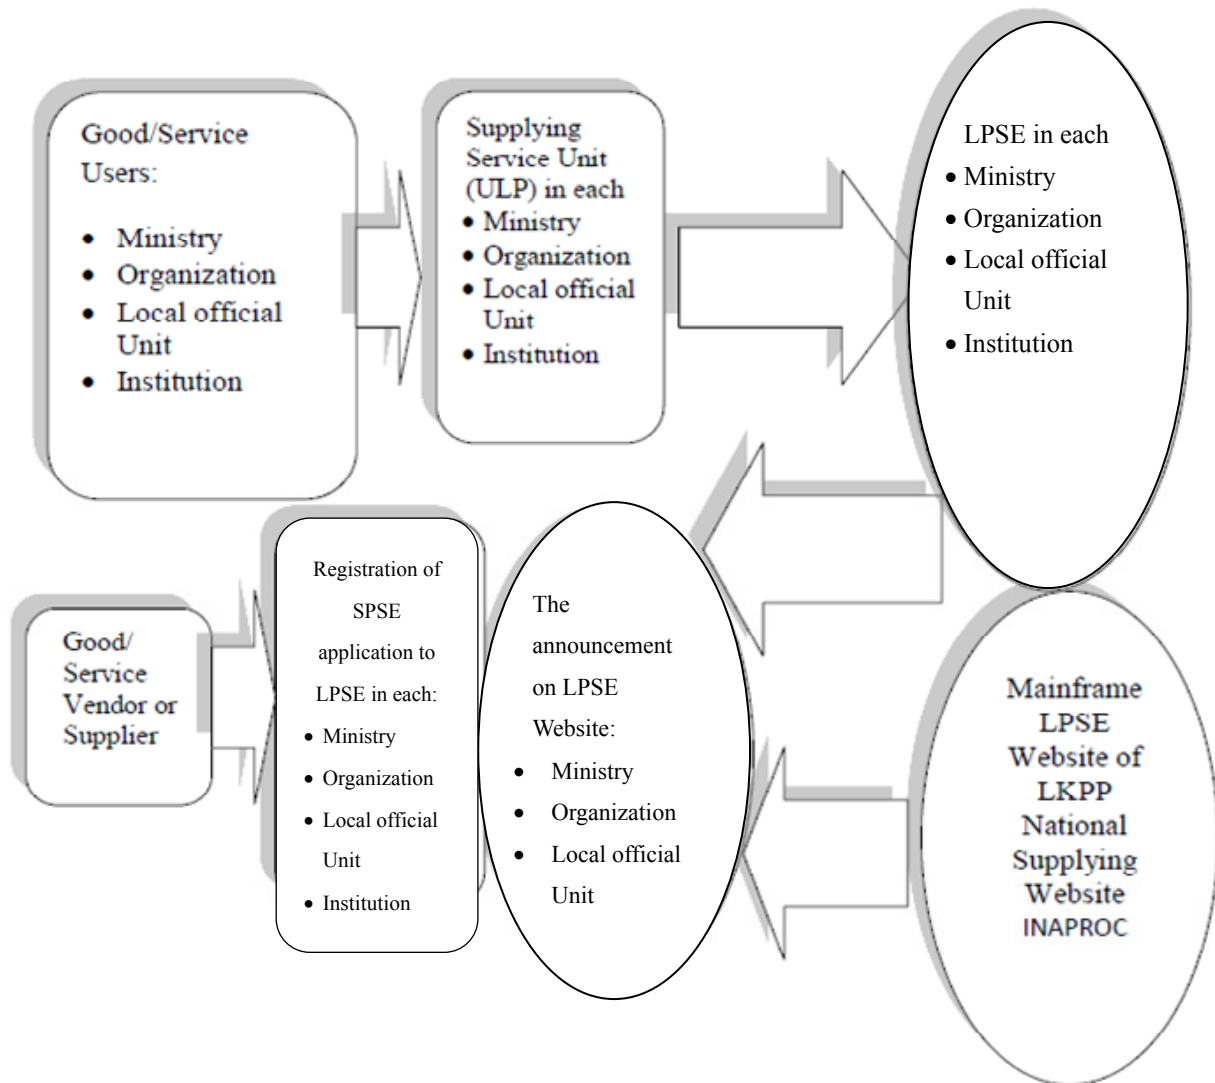 Good/Service
Users:
• Ministry
• Organization
• Local official
Unit
• Institution
Supplying
Service Unit
(ULP) in each
• Ministry
• Organization
• Local official
Unit
• Institution
LPSE in each
• Ministry
• Organization
• Local official
Unit
• Institution
Good/
Service
Vendor or
Supplier
Registration of
SPSE
application to
LPSE in each:
• Ministry
• Organization
• Local official
Unit
• Institution
The
announcement
on LPSE
Website:
• Ministry
• Organization
• Local official
Unit
Mainframe
LPSE
Website of
LKPP
National
Supplying
Website
INAPROC